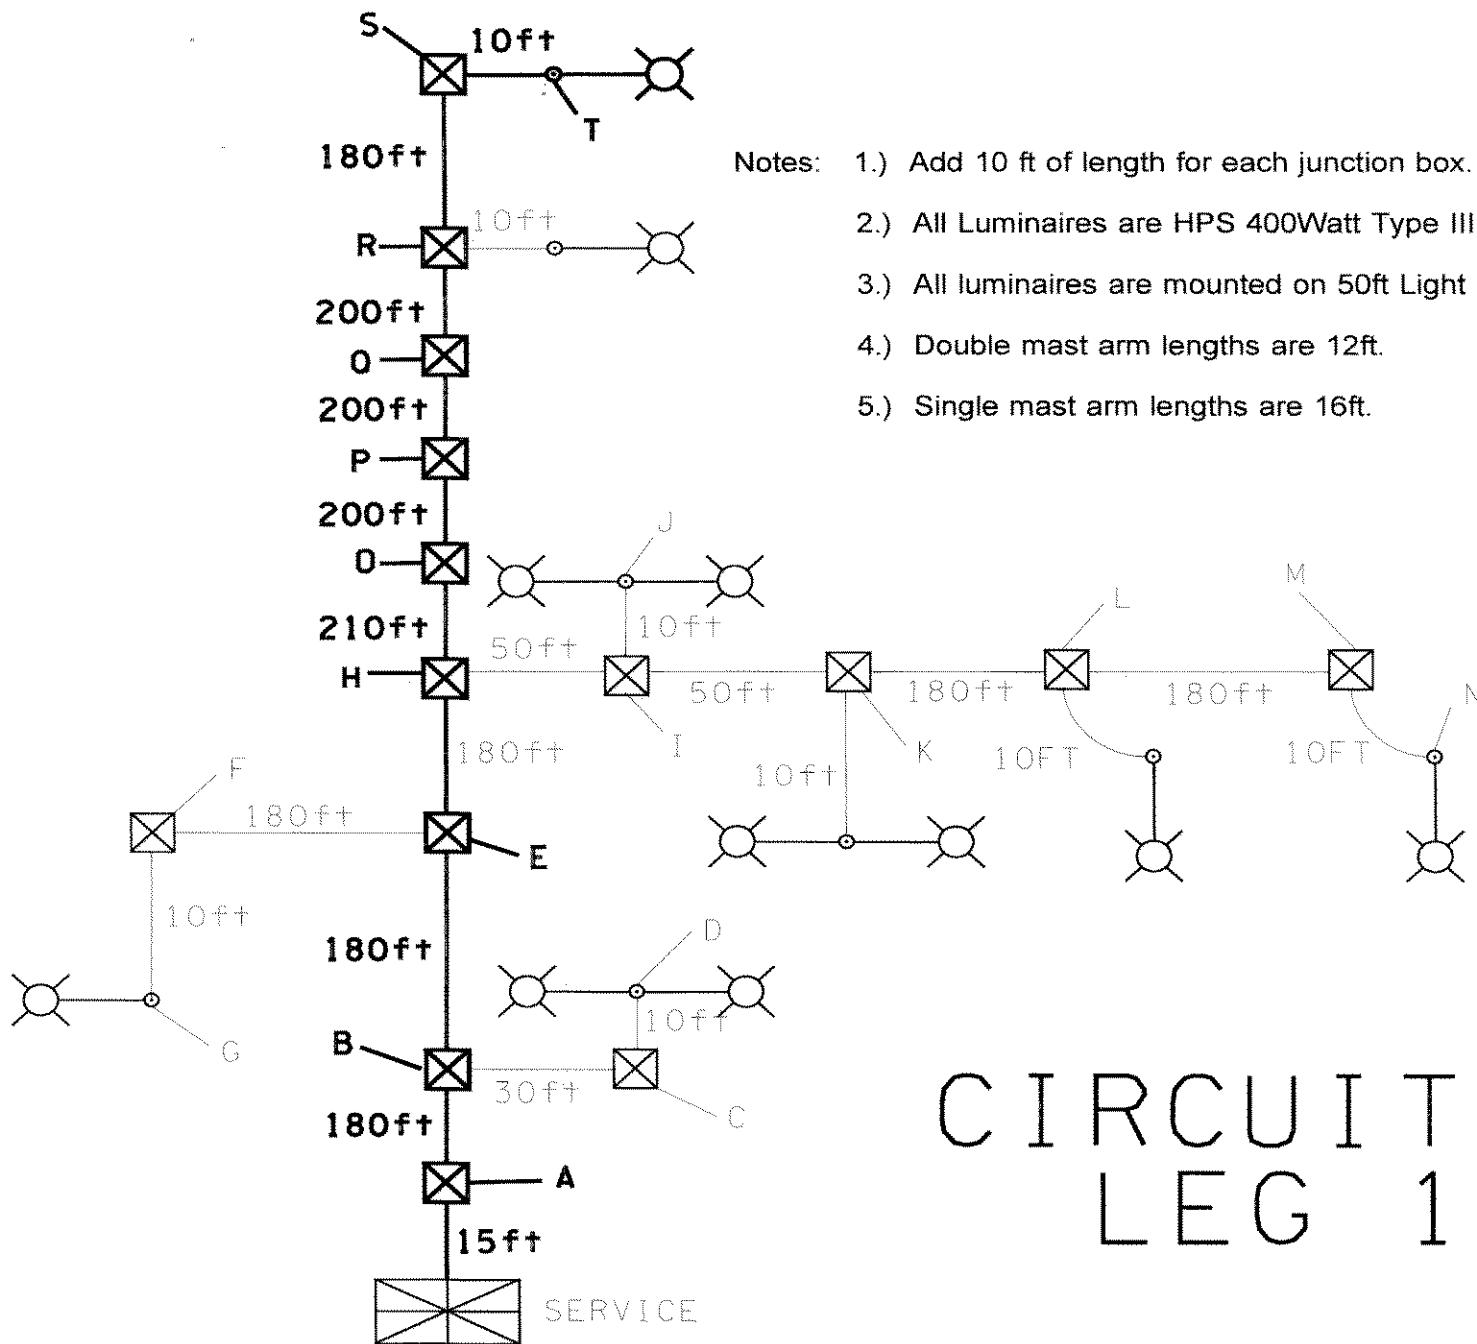 S
10ft
T
180ft
Notes: 1.) Add 10 ft of length for each junction box.
R
10ft
2.) All Luminaires are HPS 400Watt Type III
200ft
3.) All luminaires are mounted on 50ft Light
O
4.) Double mast arm lengths are 12ft.
200ft
5.) Single mast arm lengths are 16ft.
P
200ft
J
O
M
L
210ft
50ft
10ft
H
50ft
180ft
180ft
N
I
K
180ft
10FT
10FT
F
10ft
180ft
E
10ft
D
180ft
10ft
G
B
30ft
C
180ft
CIRCUIT
A
LEG 1
15ft
SERVICE